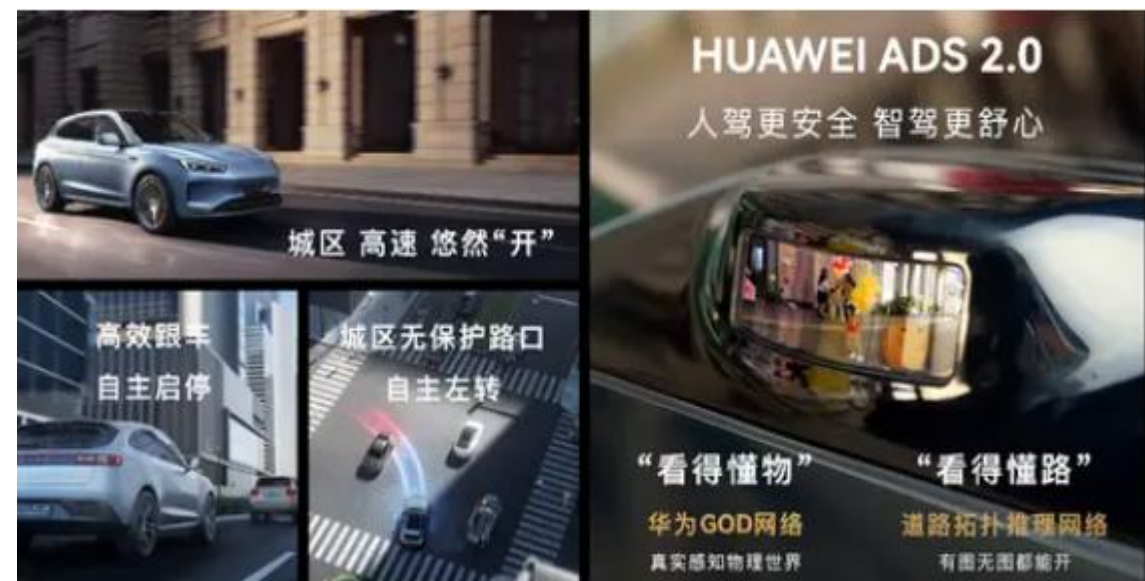 城区 高速 悠然“开”
高效跟车
自主启停
城区无保护路口
自主左转
HUAWEI ADS 2.0
人驾更安全 智驾更舒心
“看得懂物”
华为GOD网络
真实感知物理世界
“看得懂路”
道路拓扑推理网络
有图无图都能开